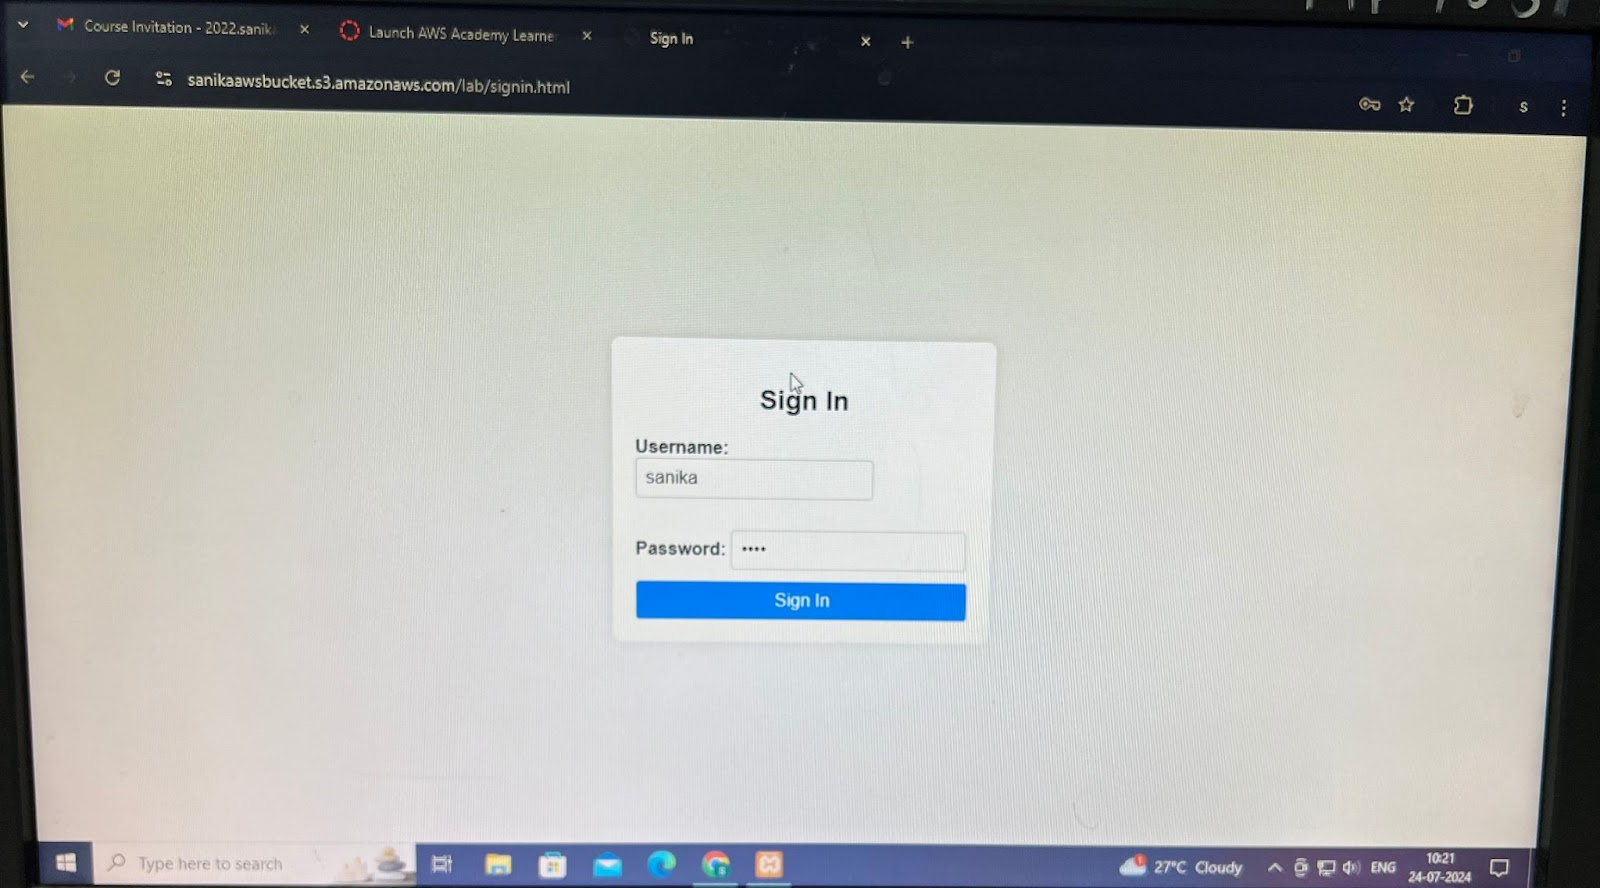 Course Invitation - 2022.sanik
Launch AWS Academy Learne
Sign In
sanikaawsbucket.s3.amazonaws.com/lab/signin.html
S
Sign In
Username:
sanika
Password: ••••
Sign In
Type here to search
27°C Cloudy
ENG
10:21
24-07-2024